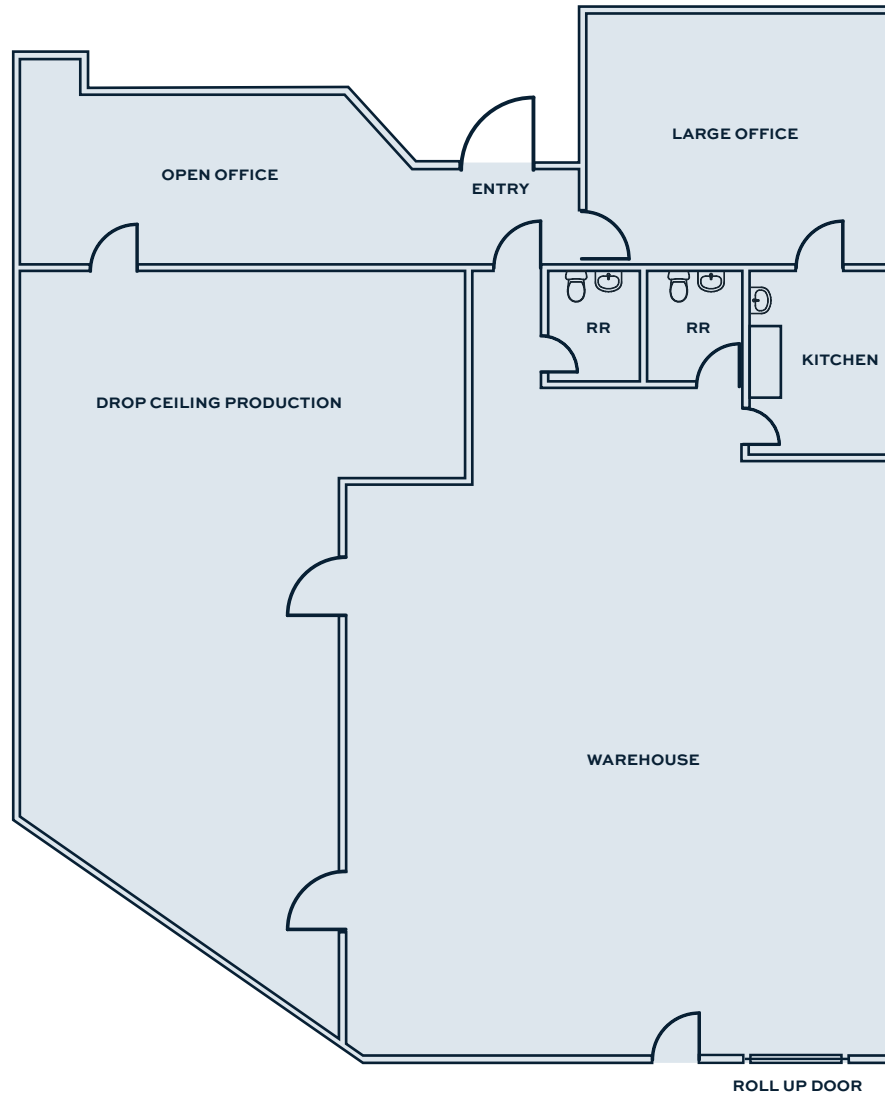 LARGE OFFICE
OPEN OFFICE
ENTRY
RR
RR
KITCHEN
DROP CEILING PRODUCTION
WAREHOUSE
ROLL UP DOOR